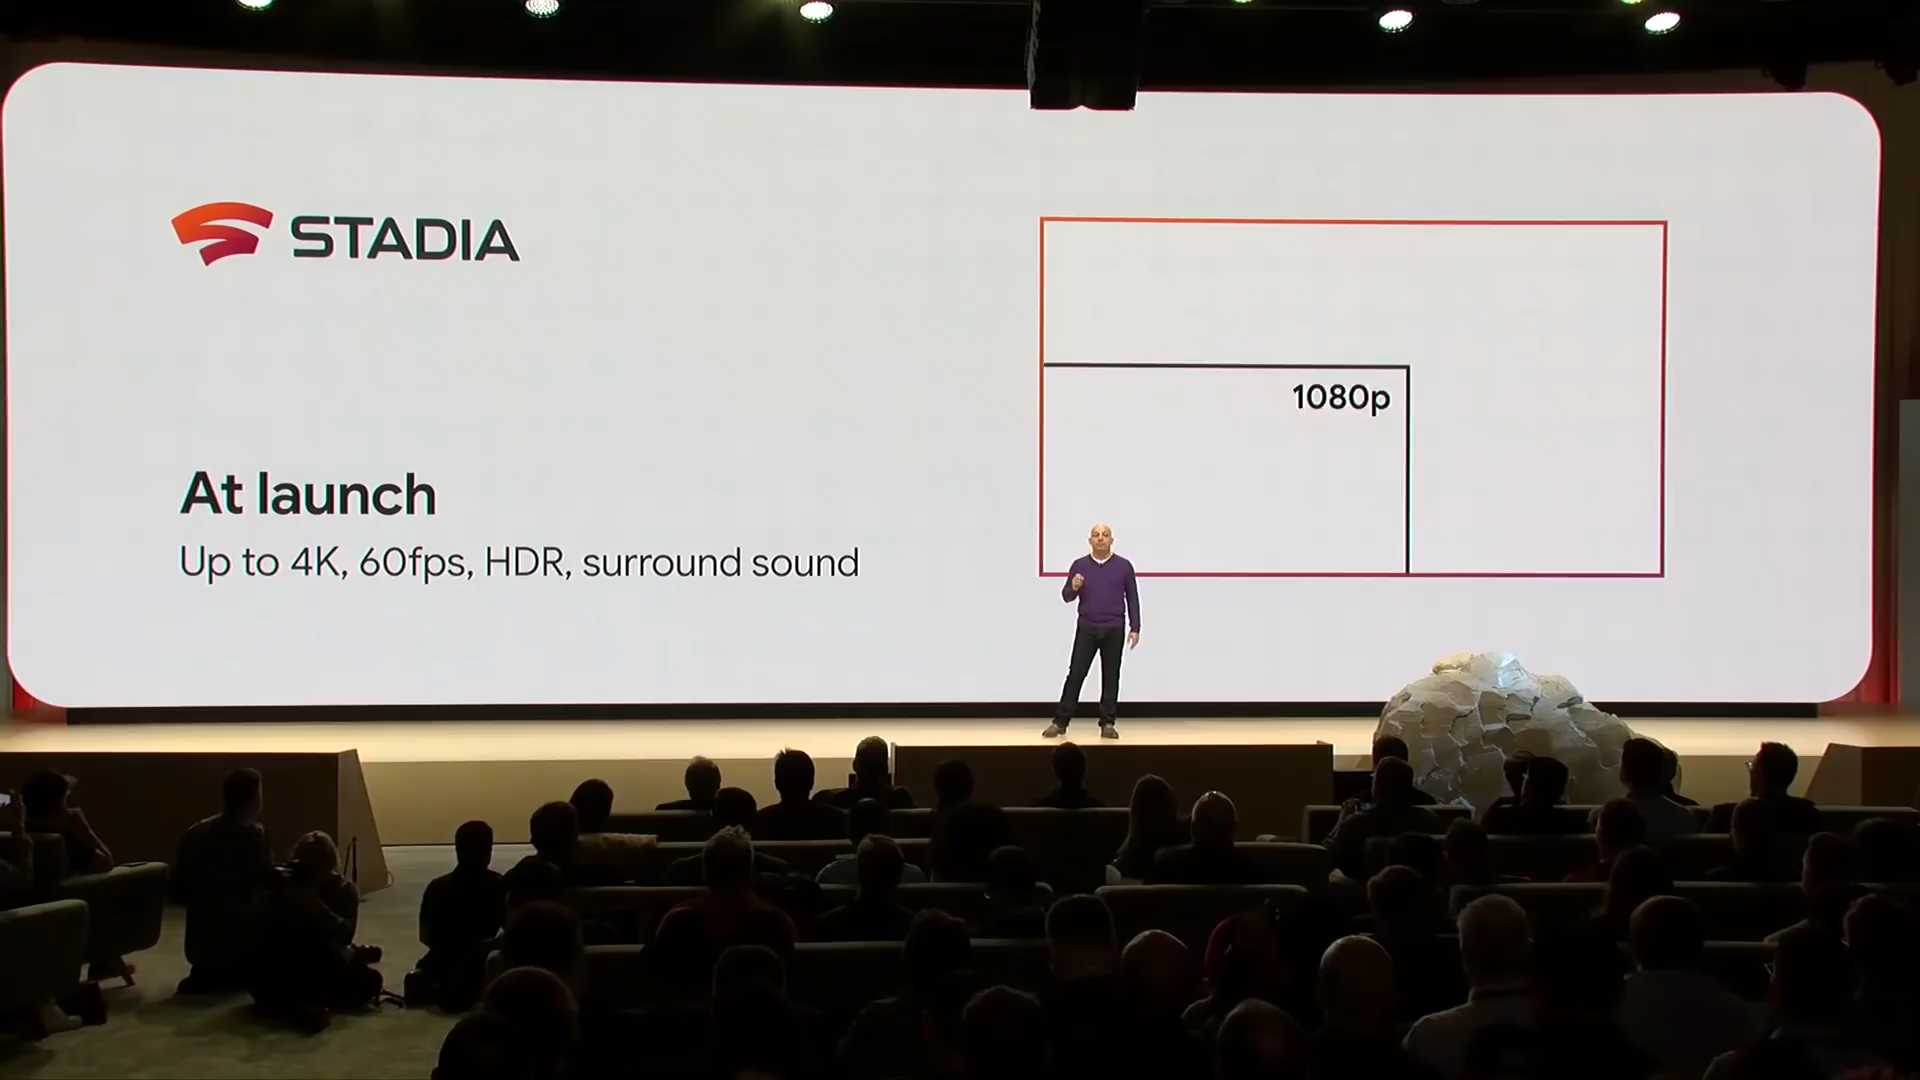 STADIA
1080p
At launch
Up to 4K, 60fps, HDR, surround sound